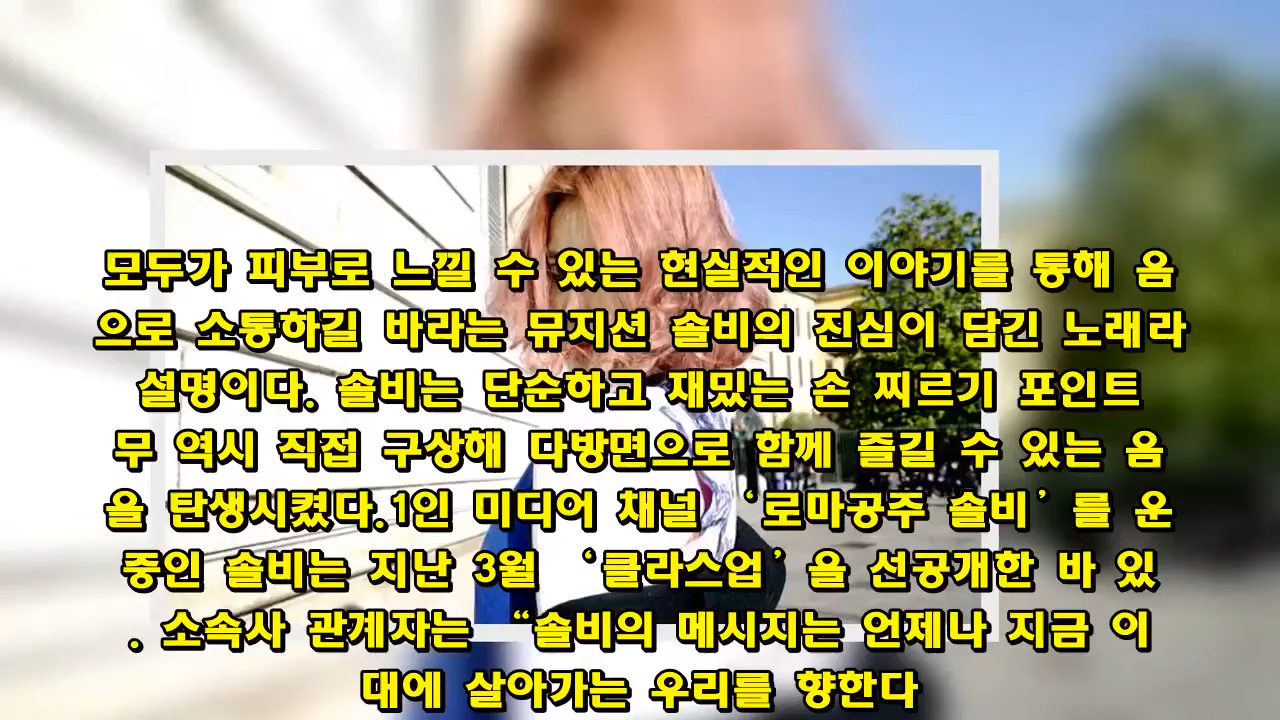 모두가 피부로 느낄 수 있는 현실적인 이야기를 통해 음
으로 소통하길 바라는 뮤지션 솔비의 진심이 담긴 노래라
설명이다. 솔비는 단순하고 재밌는 손 찌르기 포인트
무 역시 직접 구상해 다방면으로 함께 즐길 수 있는 음
을 탄생시켰다.1인 미디어 채널 ‘로마공주 솔비’를 운
중인 솔비는 지난 3월 ‘클라스업’을 선공개한 바 있
. 소속사 관계자는 “솔비의 메시지는 언제나 지금 이
대에 살아가는 우리를 향한다